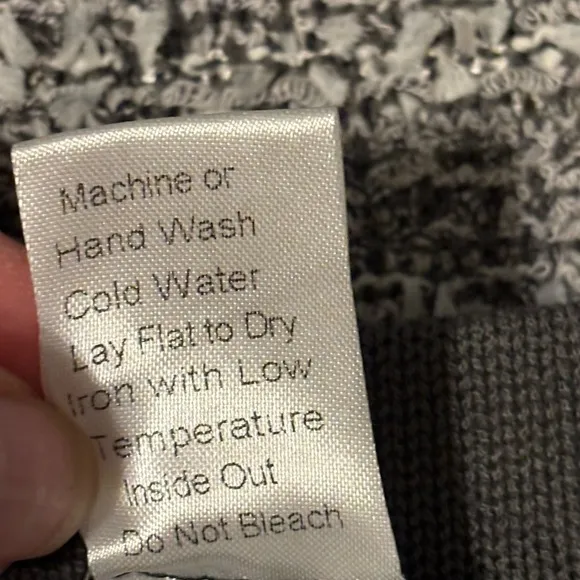 Machine or
Hand Wash
Cold Water
Lay Flat to Dry
Iron with Low
Temperature
Inside Out
Do Not Bleach